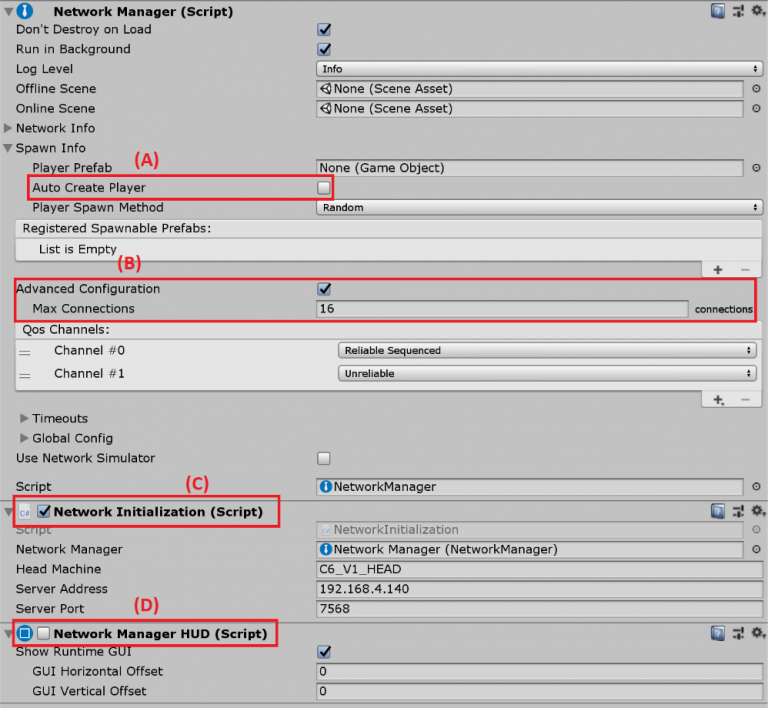 Network Manager (Script)
Don't Destroy on Load
Run in Background
Log Level Info
Offline Scene None (Scene Asset)
Online Scene None (Scene Asset)
Network Info
Spawn Info
(A)
Player Prefab None (Game Object)
Auto Create Player
Player Spawn Method Random
Registered Spawnable Prefabs:
List is Empty
(B)
Advanced Configuration
Max Connections 16 connections
Qos Channels:
Channel #0 Reliable Sequenced
Channel #1 Unreliable
Timeouts
Global Config
Use Network Simulator
Script NetworkManager
(C)
C# Network Initialization (Script)
Script NetworkInitialization
Network Manager Network Manager (NetworkManager)
Head Machine C6_V1_HEAD
Server Address 192.168.4.140
Server Port 7568
(D)
Network Manager HUD (Script)
Show Runtime GUI
GUI Horizontal Offset 0
GUI Vertical Offset 0